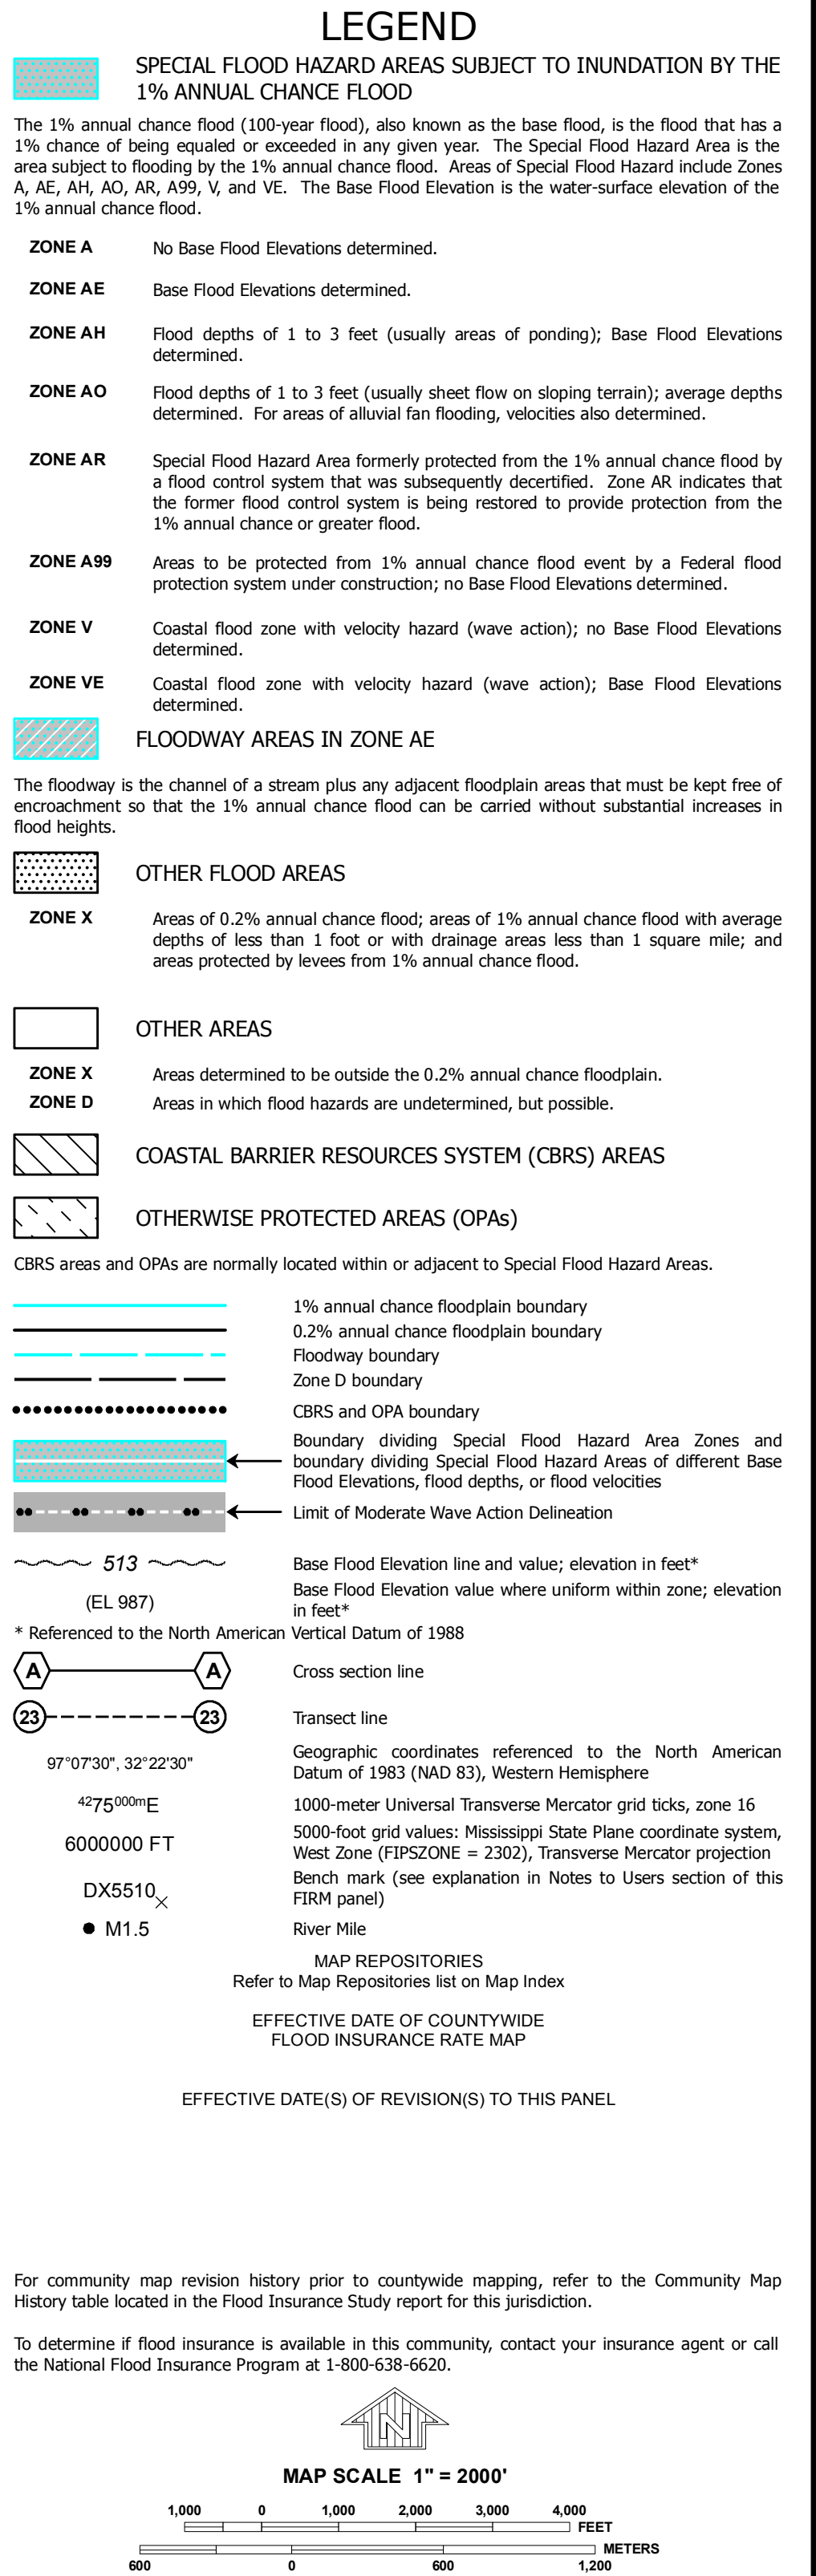 LEGEND
SPECIAL FLOOD HAZARD AREAS SUBJECT TO INUNDATION BY THE
1% ANNUAL CHANCE FLOOD
The 1% annual chance flood (100-year flood), also known as the base flood, is the flood that has a
1% chance of being equaled or exceeded in any given year. The Special Flood Hazard Area is the
area subject to flooding by the 1% annual chance flood. Areas of Special Flood Hazard include Zones
A, AE, AH, AO, AR, A99, V, and VE. The Base Flood Elevation is the water-surface elevation of the
1% annual chance flood.
ZONE A No Base Flood Elevations determined.
ZONE AE Base Flood Elevations determined.
ZONE AH Flood depths of 1 to 3 feet (usually areas of ponding); Base Flood Elevations
determined.
ZONE AO Flood depths of 1 to 3 feet (usually sheet flow on sloping terrain); average depths
determined. For areas of alluvial fan flooding, velocities also determined.
ZONE AR Special Flood Hazard Area formerly protected from the 1% annual chance flood by
a flood control system that was subsequently decertified. Zone AR indicates that
the former flood control system is being restored to provide protection from the
1% annual chance or greater flood.
ZONE A99 Areas to be protected from 1% annual chance flood event by a Federal flood
protection system under construction; no Base Flood Elevations determined.
ZONE V Coastal flood zone with velocity hazard (wave action); no Base Flood Elevations
determined.
ZONE VE Coastal flood zone with velocity hazard (wave action); Base Flood Elevations
determined.
FLOODWAY AREAS IN ZONE AE
The floodway is the channel of a stream plus any adjacent floodplain areas that must be kept free of
encroachment so that the 1% annual chance flood can be carried without substantial increases in
flood heights.
OTHER FLOOD AREAS
ZONE X Areas of 0.2% annual chance flood; areas of 1% annual chance flood with average
depths of less than 1 foot or with drainage areas less than 1 square mile; and
areas protected by levees from 1% annual chance flood.
OTHER AREAS
ZONE X Areas determined to be outside the 0.2% annual chance floodplain.
ZONE D Areas in which flood hazards are undetermined, but possible.
COASTAL BARRIER RESOURCES SYSTEM (CBRS) AREAS
OTHERWISE PROTECTED AREAS (OPAs)
CBRS areas and OPAs are normally located within or adjacent to Special Flood Hazard Areas.
1% annual chance floodplain boundary
0.2% annual chance floodplain boundary
Floodway boundary
Zone D boundary
CBRS and OPA boundary
Boundary dividing Special Flood Hazard Area Zones and
boundary dividing Special Flood Hazard Areas of different Base
Flood Elevations, flood depths, or flood velocities
Limit of Moderate Wave Action Delineation
513 Base Flood Elevation line and value; elevation in feet*
(EL 987) Base Flood Elevation value where uniform within zone; elevation
in feet*
* Referenced to the North American Vertical Datum of 1988
A A Cross section line
23 23 Transect line
97°07'30", 32°22'30" Geographic coordinates referenced to the North American
Datum of 1983 (NAD 83), Western Hemisphere
4275000mE 1000-meter Universal Transverse Mercator grid ticks, zone 16
6000000 FT 5000-foot grid values: Mississippi State Plane coordinate system,
West Zone (FIPSZONE = 2302), Transverse Mercator projection
DX5510 Bench mark (see explanation in Notes to Users section of this
FIRM panel)
M1.5 River Mile
MAP REPOSITORIES
Refer to Map Repositories list on Map Index
EFFECTIVE DATE OF COUNTYWIDE
FLOOD INSURANCE RATE MAP
EFFECTIVE DATE(S) OF REVISION(S) TO THIS PANEL
For community map revision history prior to countywide mapping, refer to the Community Map
History table located in the Flood Insurance Study report for this jurisdiction.
To determine if flood insurance is available in this community, contact your insurance agent or call
the National Flood Insurance Program at 1-800-638-6620.
N
MAP SCALE 1" = 2000'
1,000 0 1,000 2,000 3,000 4,000
FEET
METERS
600 0 600 1,200